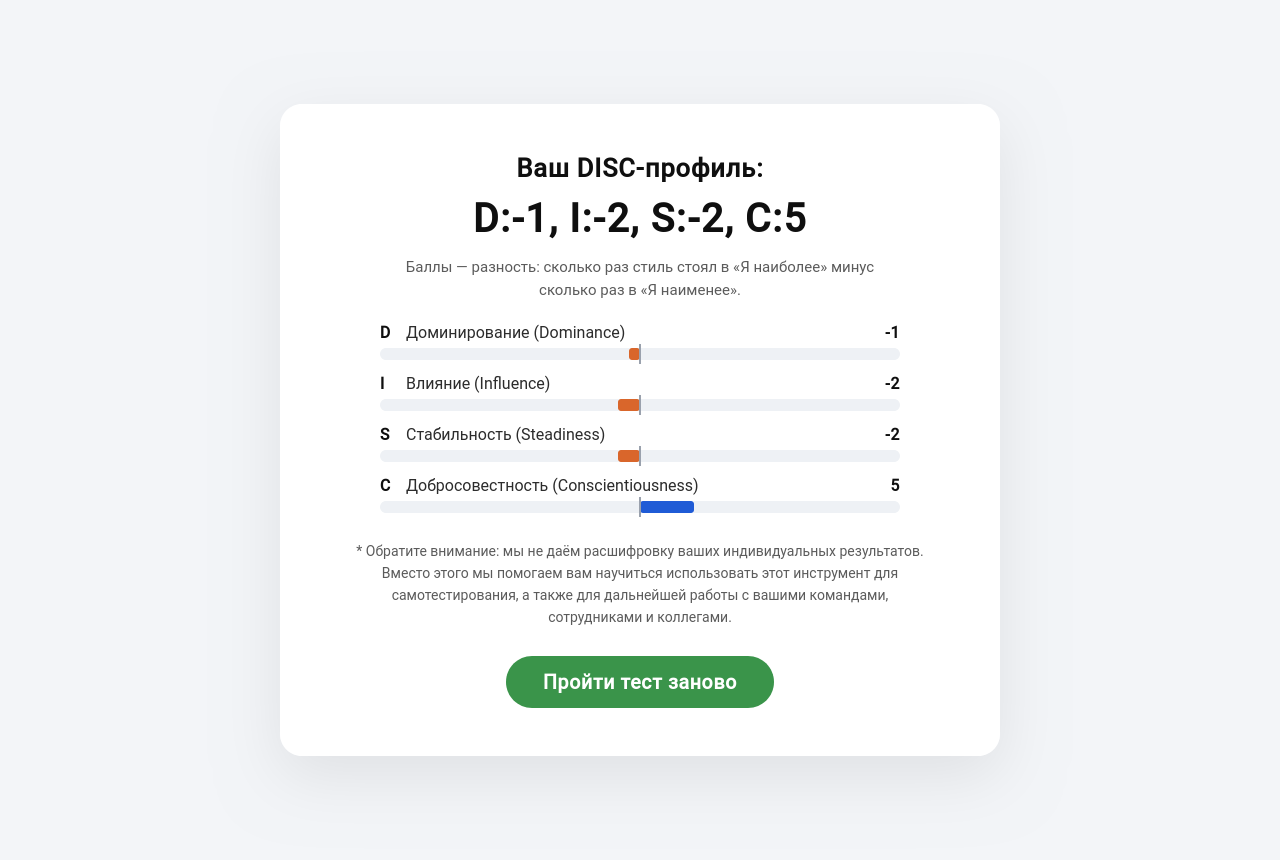 Ваш DISC-профиль:
D:-1, I:-2, S:-2, C:5
Баллы — разность: сколько раз стиль стоял в «Я наиболее» минус
сколько раз в «Я наименее».
D Доминирование (Dominance) -1
I Влияние (Influence) -2
S Стабильность (Steadiness) -2
C Добросовестность (Conscientiousness) 5
* Обратите внимание: мы не даём расшифровку ваших индивидуальных результатов.
Вместо этого мы помогаем вам научиться использовать этот инструмент для
самотестирования, а также для дальнейшей работы с вашими командами,
сотрудниками и коллегами.
Пройти тест заново